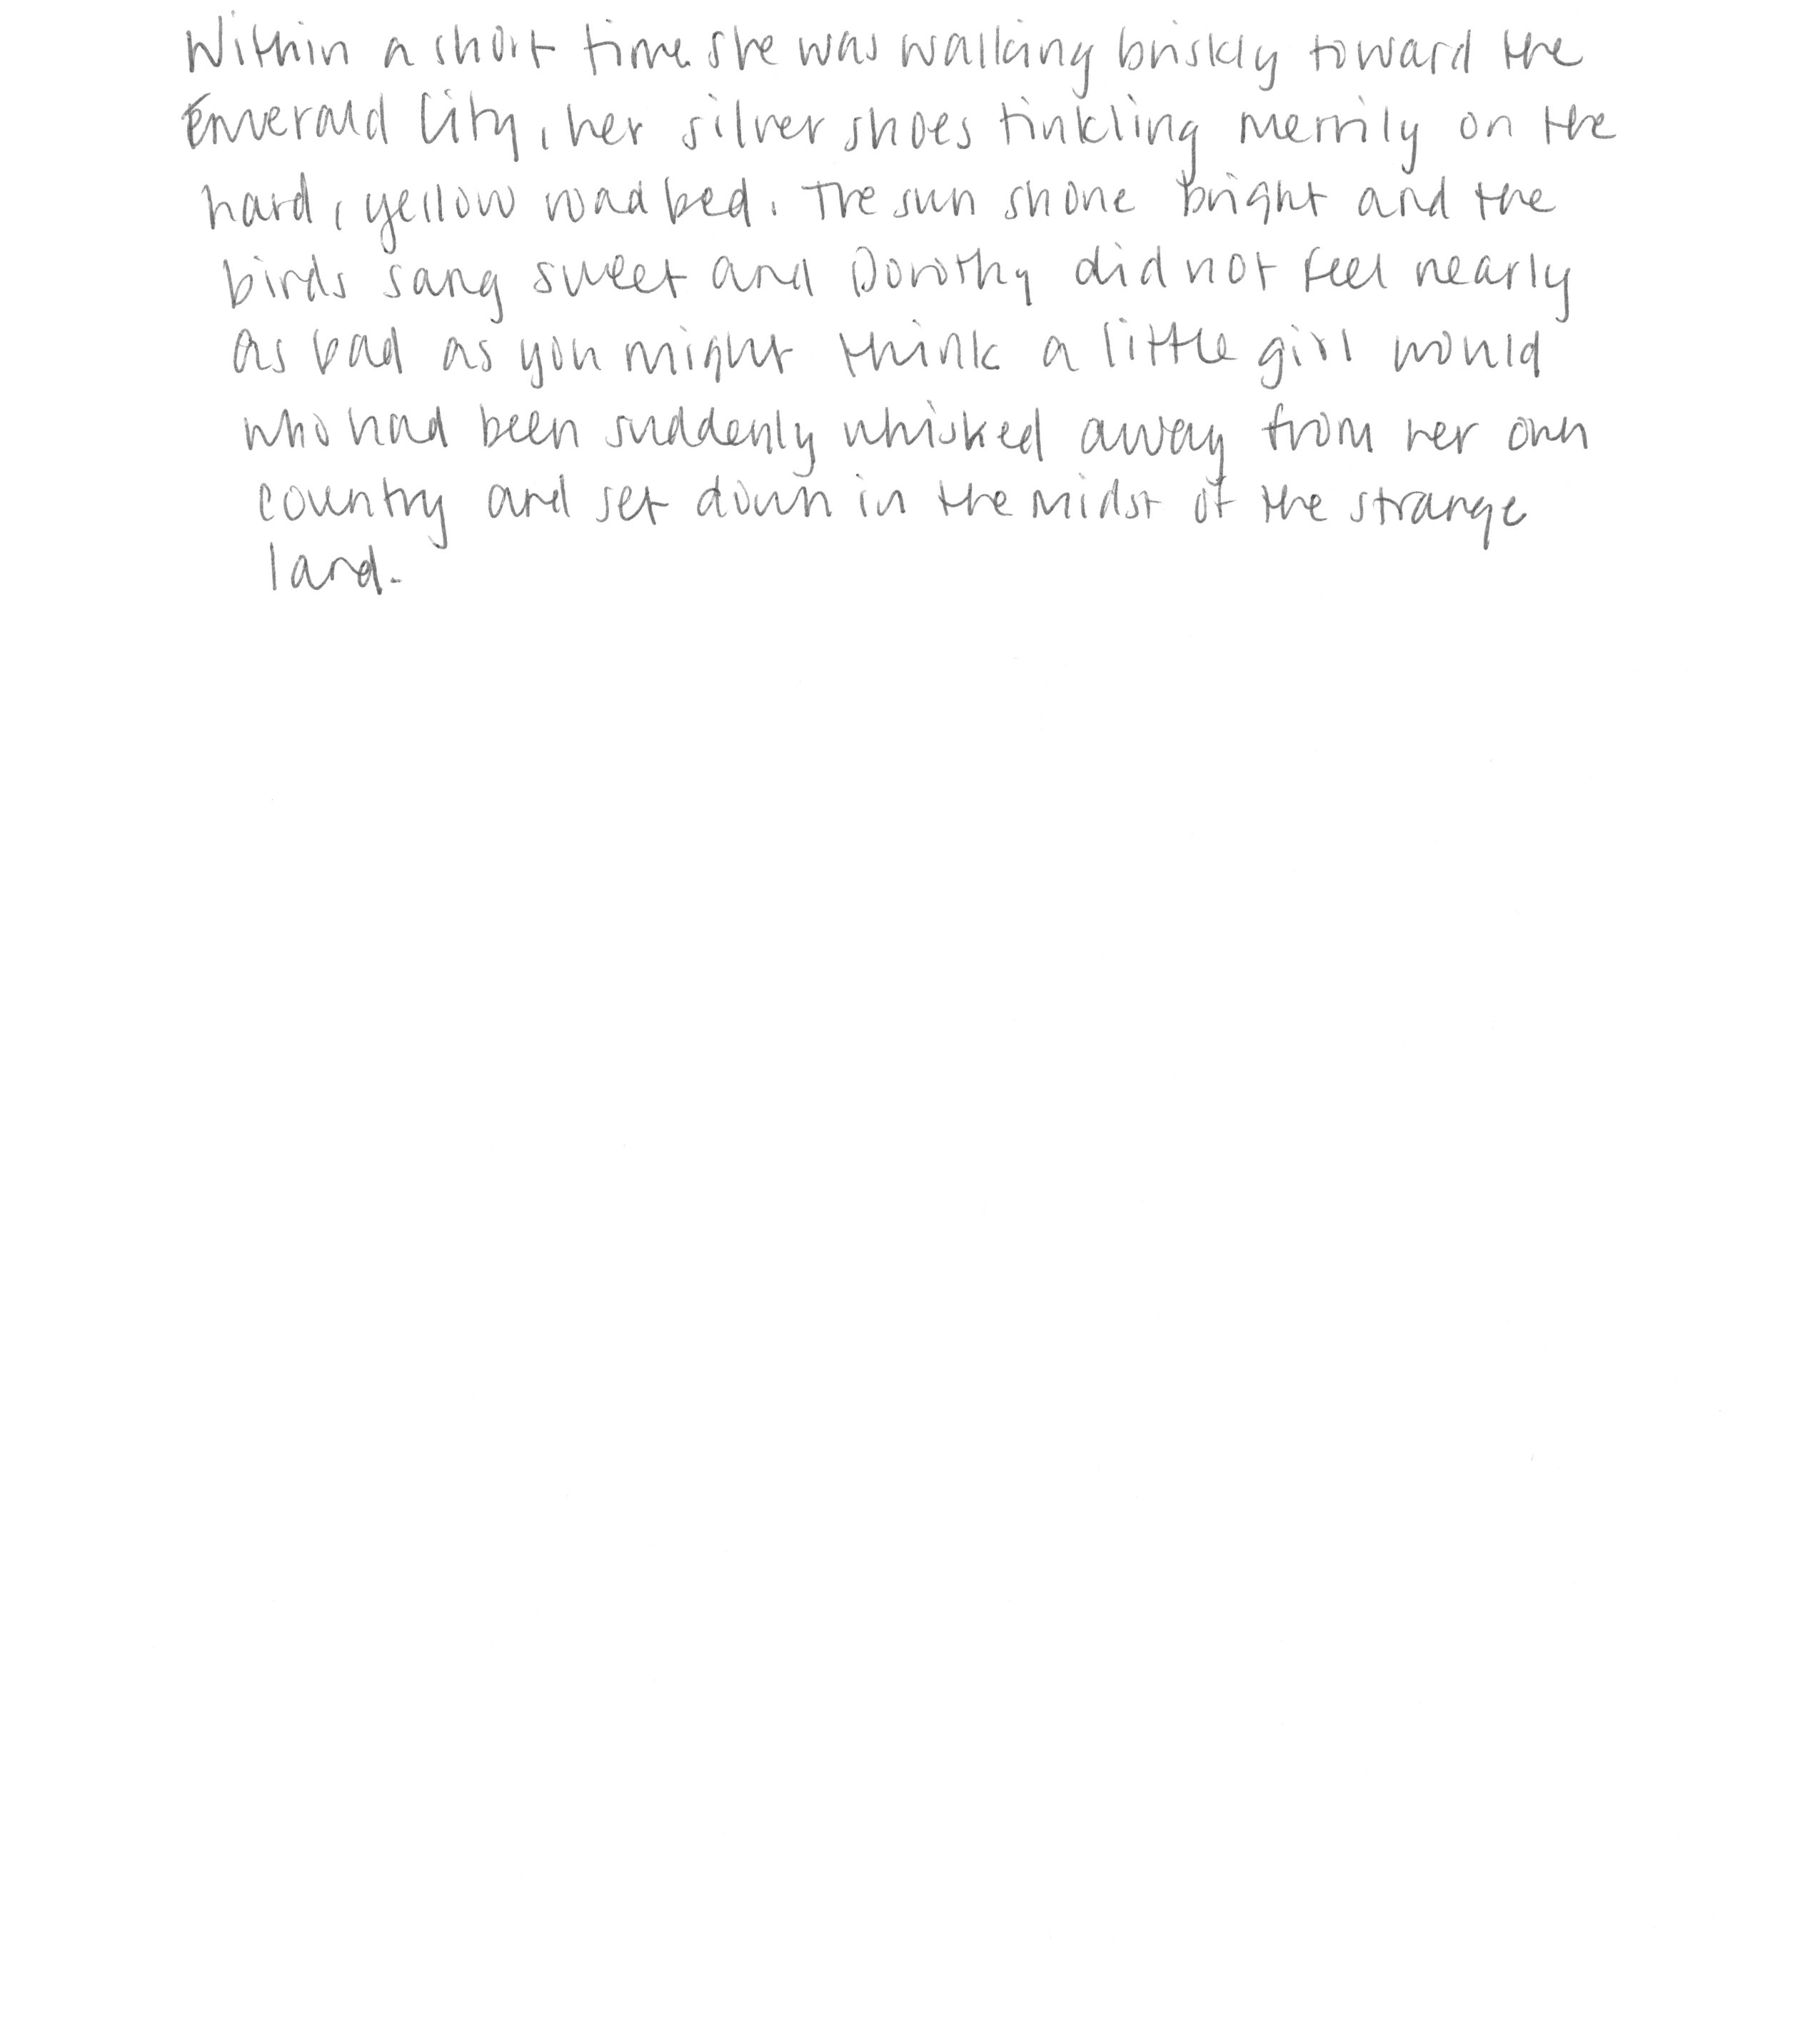 Within a short time she was walking briskly toward the
Emerald City, her silver shoes tinkling merrily on the
hard, yellow roadbed. The sun shone bright and the
birds sang sweet and Dorothy did not feel nearly
as bad as you might think a little girl would
who had been suddenly whisked away from her own
country and set down in the midst of the strange
land.